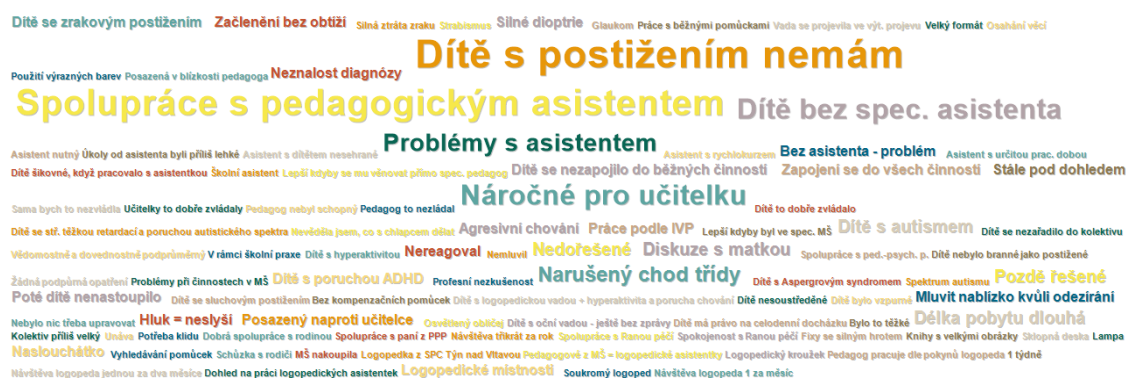 Dítě se zrakovým postižením Začlenění bez obtíží Silná ztráta zraku Strabismus Silné dioptrie Glaukom Práce s běžnými pomůckami Vada se projevila ve výt. projevu Velký formát Osahání věcí
Použití výrazných barev Posazená v blízkosti pedagoga Neznalost diagnózy Dítě s postižením nemám
Spolupráce s pedagogickým asistentem Dítě bez spec. asistenta
Asistent nutný Úkoly od asistenta byli příliš lehké Asistent s dítětem nesehrané Problémy s asistentem Asistent s rychlokurzem Bez asistenta - problém Asistent s určitou prac. dobou
Dítě šikovné, když pracovalo s asistentkou Školní asistent Lepší kdyby se mu věnovat přímo spec. pedagog Dítě se nezapojilo do běžných činností Zapojení se do všech činností Stále pod dohledem
Sama bych to nezvládla Učitelky to dobře zvládaly Pedagog nebyl schopný Pedagog to nezládal Náročné pro učitelku Dítě to dobře zvládalo
Dítě se stř. těžkou retardací a poruchou autistického spektra Nevěděla jsem, co s chlapcem dělat Agresivní chování Práce podle IVP Lepší kdyby byl ve spec. MŠ Dítě s autismem Dítě se nezařadilo do kolektivu
Vědomostně a dovednostně podprůměrný V rámci školní praxe Dítě s hyperaktivitou Nereagoval Nemluvil Nedořešené Diskuze s matkou Spolupráce s ped.-psych. p. Dítě nebylo branné jako postižené
Žádná podpůrná opatření Problémy při činnostech v MŠ Dítě s poruchou ADHD Profesní nezkušenost Narušený chod třídy Dítě s Aspergrovým syndromem Spektrum autismu Pozdě řešené
Poté dítě nenastoupilo Dítě se sluchovým postižením Bez kompenzačních pomůcek Dítě s logopedickou vadou + hyperaktivita a porucha chování Dítě nesoustředěné Dítě bylo vzpurné Mluvit nablízko kvůli odezírání
Nebylo nic třeba upravovat Hluk = neslyší Posazený naproti učitelce Osvětlený obličej Dítě s oční vadou - ještě bez zprávy Dítě má právo na celodenní docházku Bylo to těžké Délka pobytu dlouhá
Kolektiv příliš velký Únava Potřeba klidu Dobrá spolupráce s rodinou Spolupráce s paní z PPP Návštěva třikrát za rok Spolupráce s Ranou péčí Spokojenost s Ranou péčí Fixy se silným hrotem Knihy s velkými obrázky Sklopná deska Lampa
Naslouchátko Vyhledávání pomůcek Schůzka s rodiči MŠ nakoupila Logopedka z SPC Týn nad Vltavou Pedagogové z MŠ = logopedické asistentky Logopedický kroužek Pedagog pracuje dle pokynů logopeda 1 týdně
Návštěva logopeda jednou za dva měsíce Dohled na práci logopedických asistentek Logopedické místnosti Soukromý logoped Návštěva logopeda 1 za měsíc